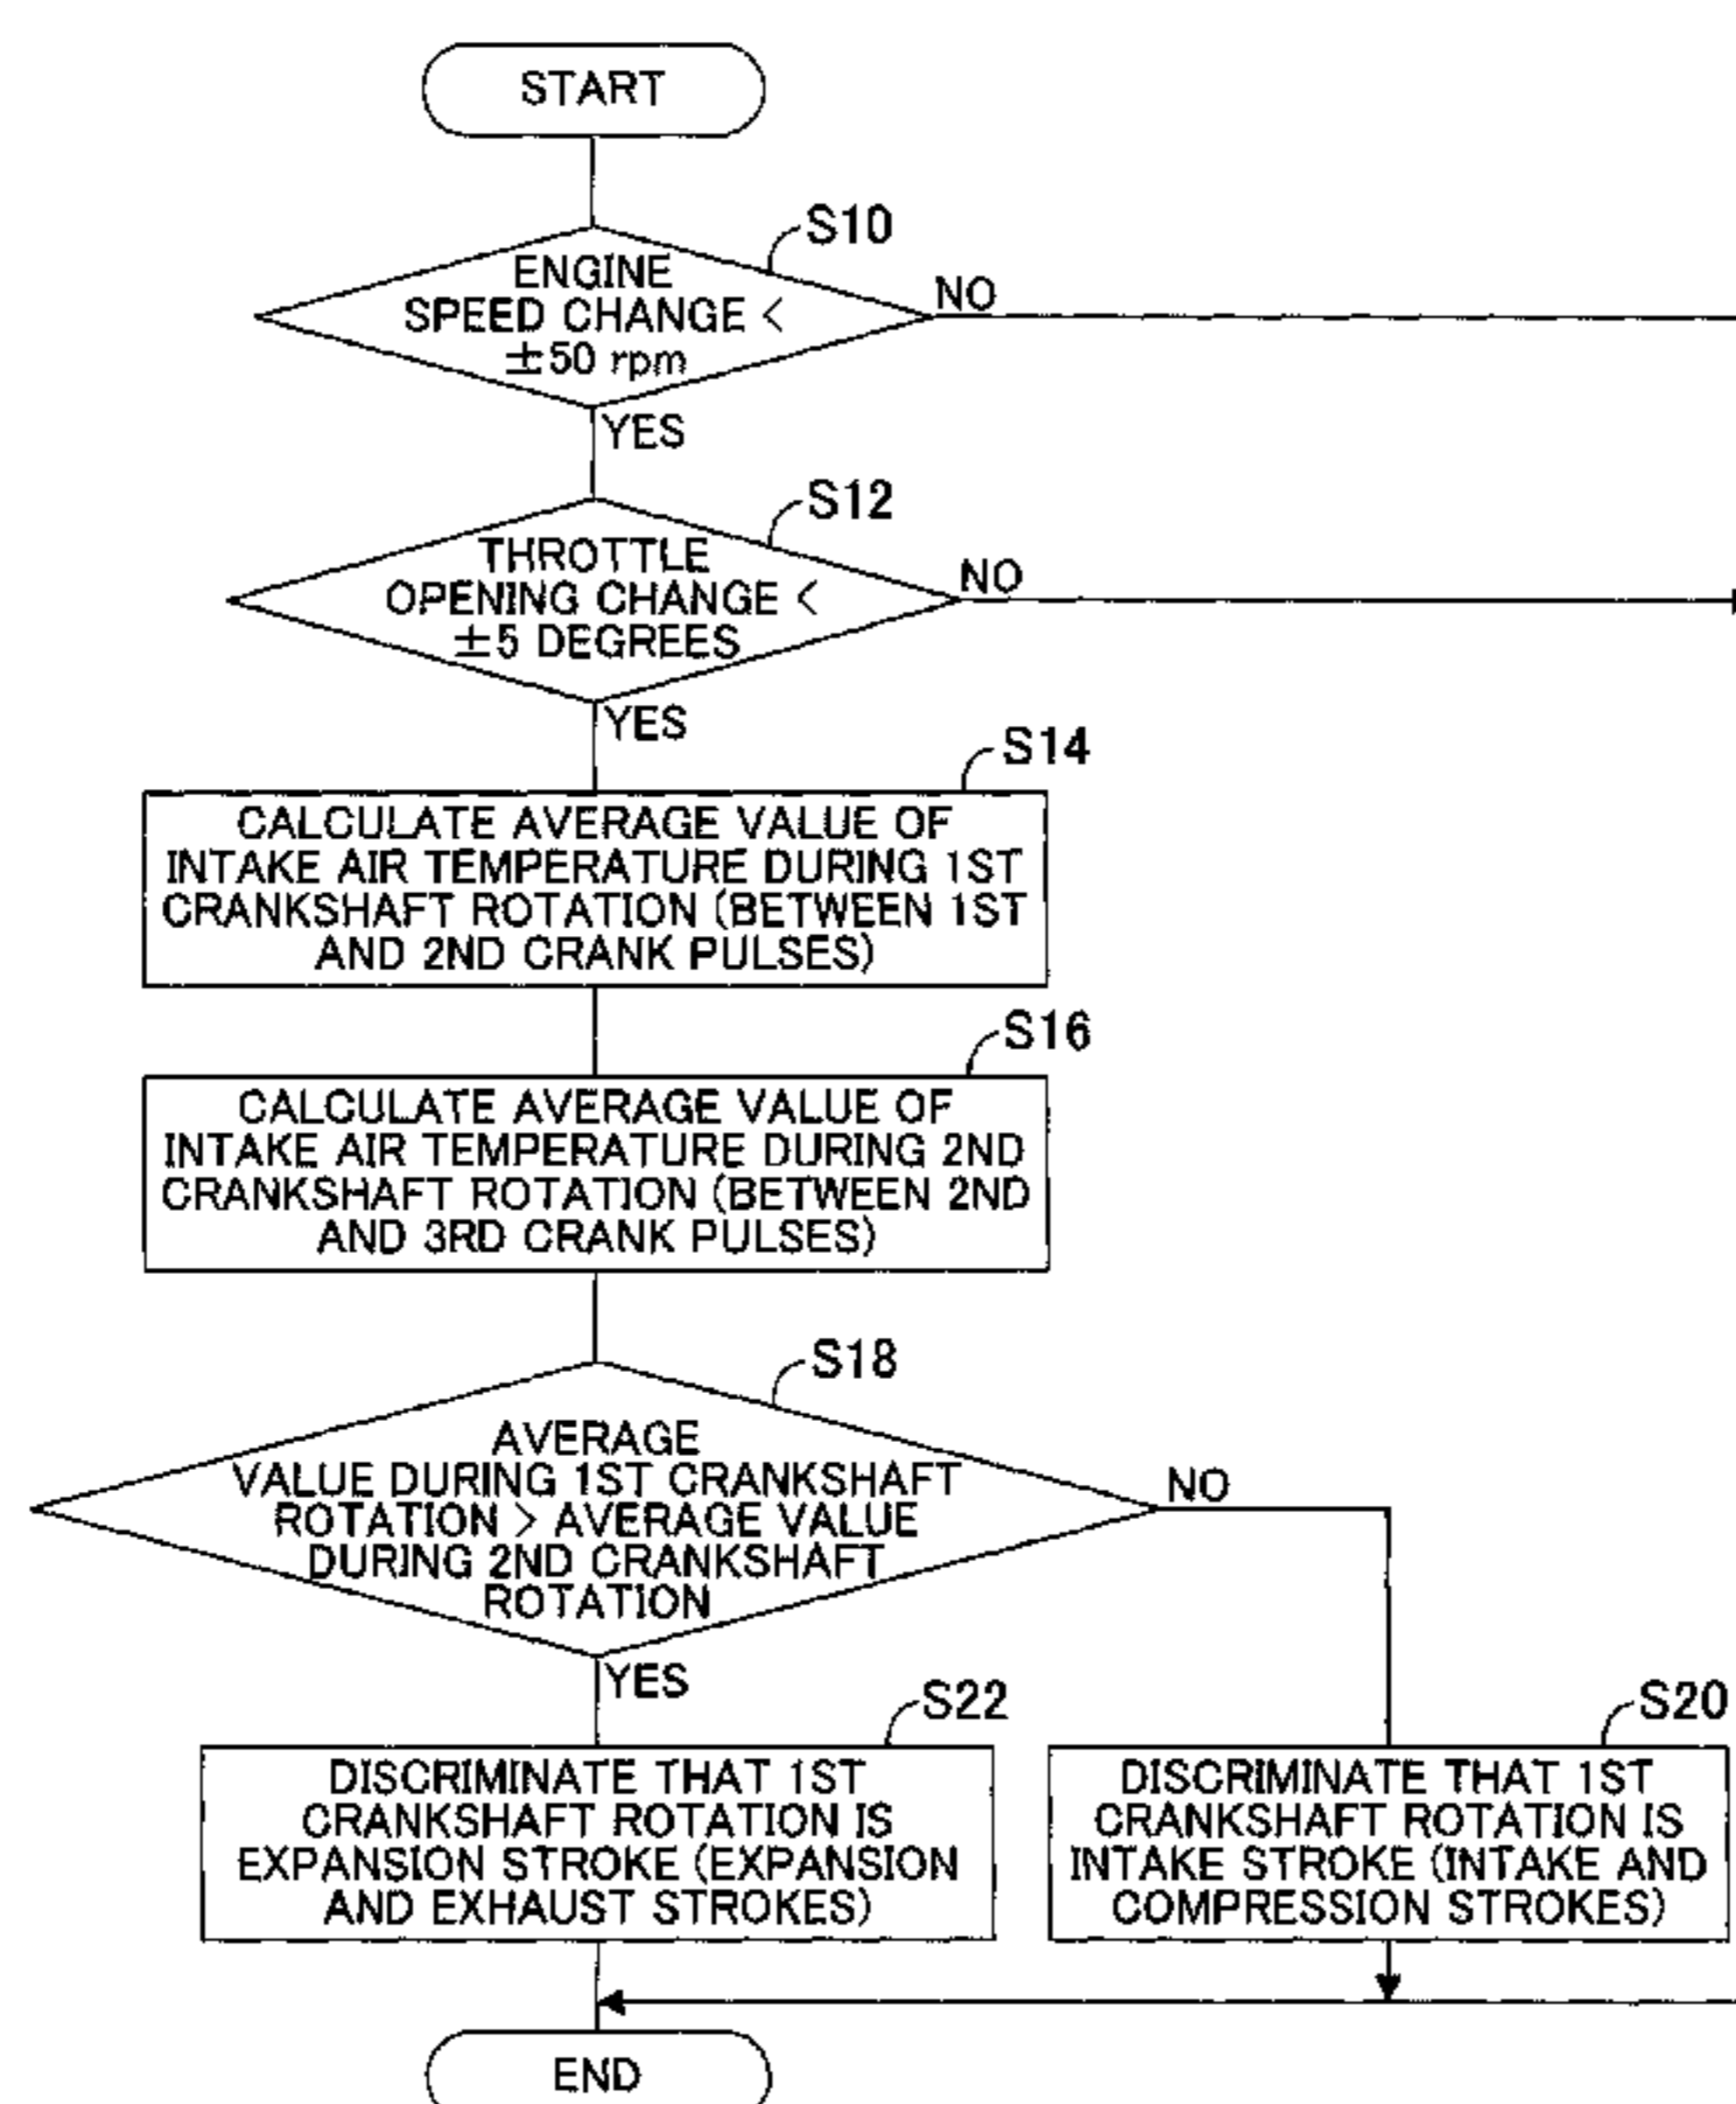 START
S10
ENGINE
SPEED CHANGE <
±50 rpm
NO
YES
S12
THROTTLE
OPENING CHANGE <
±5 DEGREES
NO
YES
S14
CALCULATE AVERAGE VALUE OF
INTAKE AIR TEMPERATURE DURING 1ST
CRANKSHAFT ROTATION (BETWEEN 1ST
AND 2ND CRANK PULSES)
S16
CALCULATE AVERAGE VALUE OF
INTAKE AIR TEMPERATURE DURING 2ND
CRANKSHAFT ROTATION (BETWEEN 2ND
AND 3RD CRANK PULSES)
S18
AVERAGE
VALUE DURING 1ST CRANKSHAFT
ROTATION > AVERAGE VALUE
DURING 2ND CRANKSHAFT
ROTATION
NO
YES
S22
DISCRIMINATE THAT 1ST
CRANKSHAFT ROTATION IS
EXPANSION STROKE (EXPANSION
AND EXHAUST STROKES)
S20
DISCRIMINATE THAT 1ST
CRANKSHAFT ROTATION IS
INTAKE STROKE (INTAKE AND
COMPRESSION STROKES)
END